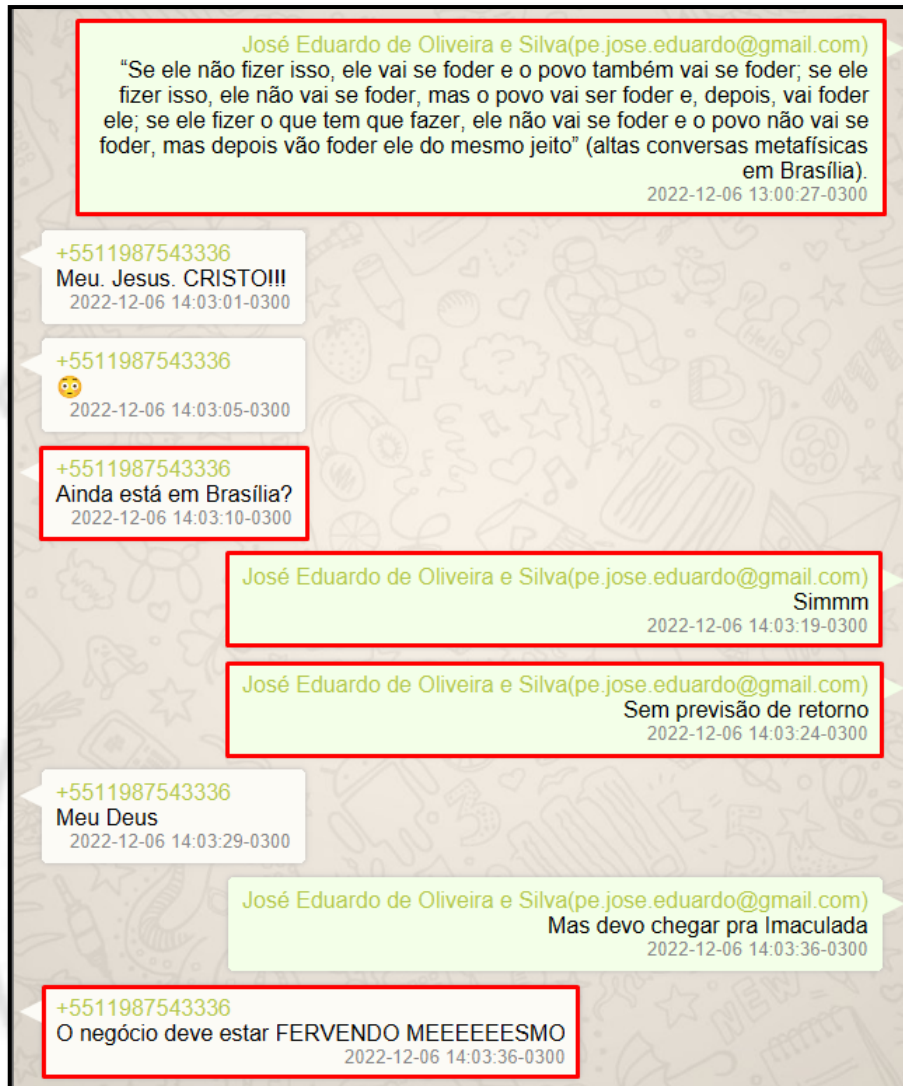 José Eduardo de Oliveira e Silva(pe.jose.eduardo@gmail.com)
“Se ele não fizer isso, ele vai se foder e o povo também vai se foder; se ele
fizer isso, ele não vai se foder, mas o povo vai ser foder e, depois, vai foder
ele; se ele fizer o que tem que fazer, ele não vai se foder e o povo não vai se
foder, mas depois vão foder ele do mesmo jeito” (altas conversas metafísicas
em Brasília).
2022-12-06 13:00:27-0300
+5511987543336
Meu. Jesus. CRISTO!!!
2022-12-06 14:03:01-0300
+5511987543336
😳
2022-12-06 14:03:05-0300
+5511987543336
Ainda está em Brasília?
2022-12-06 14:03:10-0300
José Eduardo de Oliveira e Silva(pe.jose.eduardo@gmail.com)
Simmm
2022-12-06 14:03:19-0300
José Eduardo de Oliveira e Silva(pe.jose.eduardo@gmail.com)
Sem previsão de retorno
2022-12-06 14:03:24-0300
+5511987543336
Meu Deus
2022-12-06 14:03:29-0300
José Eduardo de Oliveira e Silva(pe.jose.eduardo@gmail.com)
Mas devo chegar pra Imaculada
2022-12-06 14:03:36-0300
+5511987543336
O negócio deve estar FERVENDO MEEEEEESMO
2022-12-06 14:03:36-0300